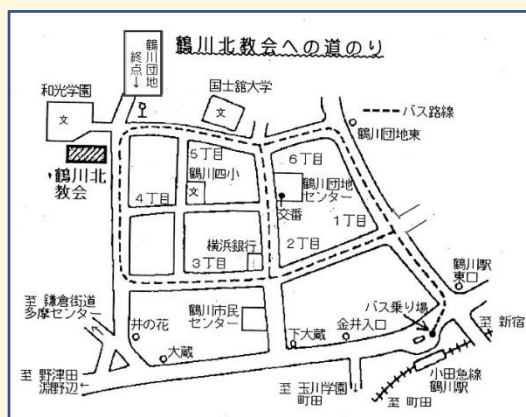 鶴川北教会への道のり
鶴川団地
終点↓
国士舘大学
和光学園
文
文
バス路線
鶴川団地東
鶴川北
教会
5丁目
鶴川四小
文
6丁目
鶴川団地
センター
交番
4丁目
1丁目
2丁目
横浜銀行
3丁目
鶴川駅
東口
バス乗り場
至 鎌倉街道
多摩センター
井の花
鶴川市民
センター
下大蔵
金井入口
至 新宿
大蔵
至 野津田
淵野辺←
至 玉川学園
町田
小田急線
鶴川駅
至 町田